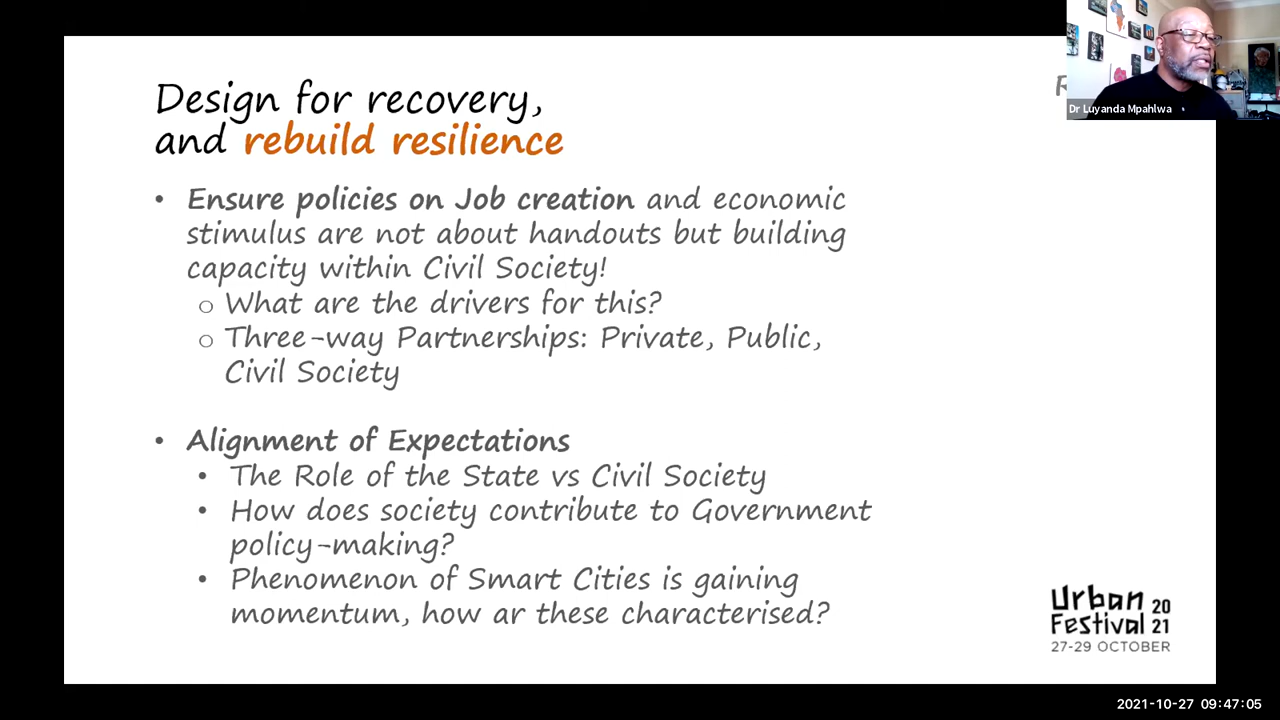 Design for recovery,
and rebuild resilience
• Ensure policies on Job creation and economic
stimulus are not about handouts but building
capacity within Civil Society!
o What are the drivers for this?
o Three-way Partnerships: Private, Public,
Civil Society
• Alignment of Expectations
• The Role of the State vs Civil Society
• How does society contribute to Government
policy-making?
• Phenomenon of Smart Cities is gaining
momentum, how ar these characterised?
Dr Luyanda Mpahlwa
Urban 20
Festival 21
27-29 OCTOBER
2021-10-27 09:47:05